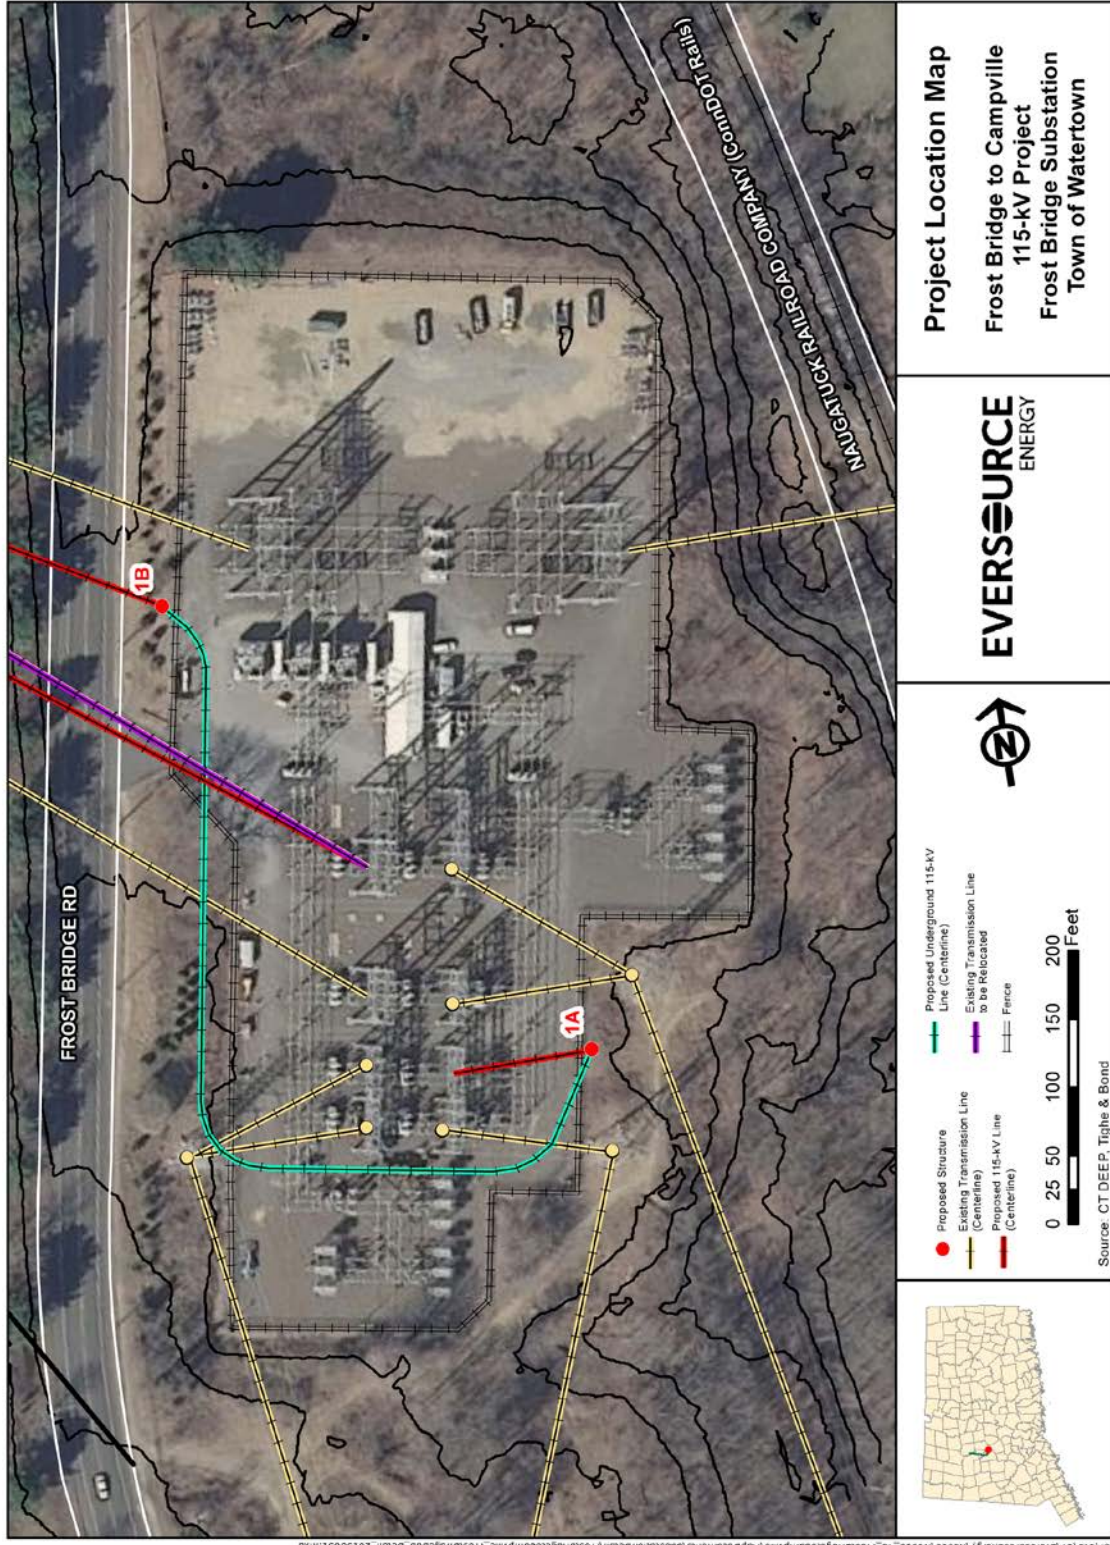 FROST BRIDGE RD
1B
1A
NAUGATUCK RAILROAD COMPANY (ConnDOT Rails)
Proposed Structure
Existing Transmission Line
(Centerline)
Proposed 115-kV Line
(Centerline)
Proposed Underground 115-kV
Line (Centerline)
Existing Transmission Line
to be Relocated
Fence
0 25 50 100 150 200
Feet
Source: CT DEEP, Tighe & Bond
N
EVERSOURCE
ENERGY
Project Location Map
Frost Bridge to Campville
115-kV Project
Frost Bridge Substation
Town of Watertown